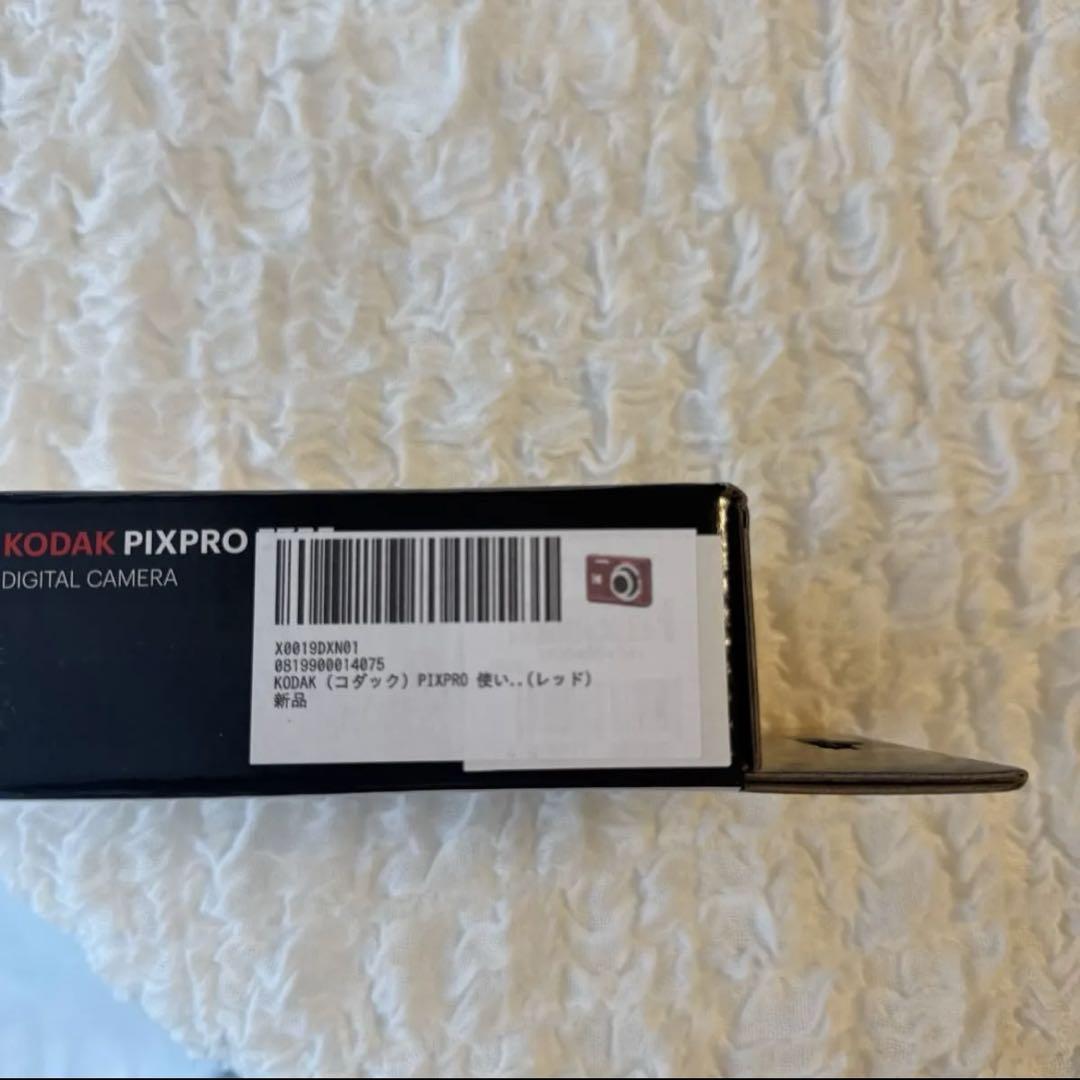 KODAK PIXPRO
DIGITAL CAMERA
X0019DXN01
0819900014075
KODAK (コダック) PIXPRO 使い..(レッド)
新品